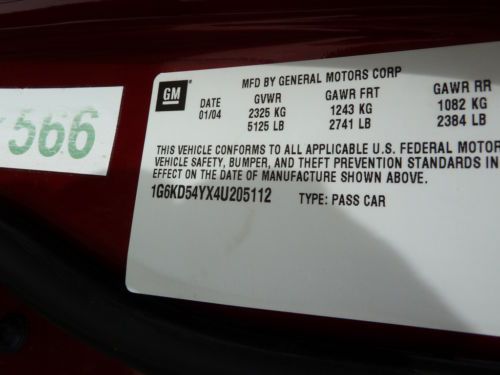 566
GM
MFD BY GENERAL MOTORS CORP
DATE GVWR GAWR FRT GAWR RR
01/04 2325 KG 1243 KG 1082 KG
5125 LB 2741 LB 2384 LB
THIS VEHICLE CONFORMS TO ALL APPLICABLE U.S. FEDERAL MOTOR
VEHICLE SAFETY, BUMPER, AND THEFT PREVENTION STANDARDS IN
EFFECT ON THE DATE OF MANUFACTURE SHOWN ABOVE.
1G6KD54YX4U205112 TYPE: PASS CAR